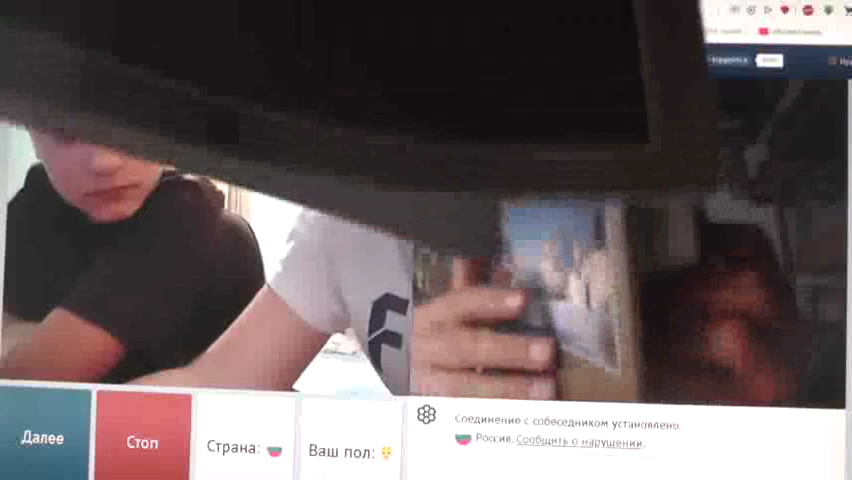 Далее
Стоп
Страна:
Ваш пол:
Соединение с собеседником установлено.
Россия. Сообщить о нарушении.